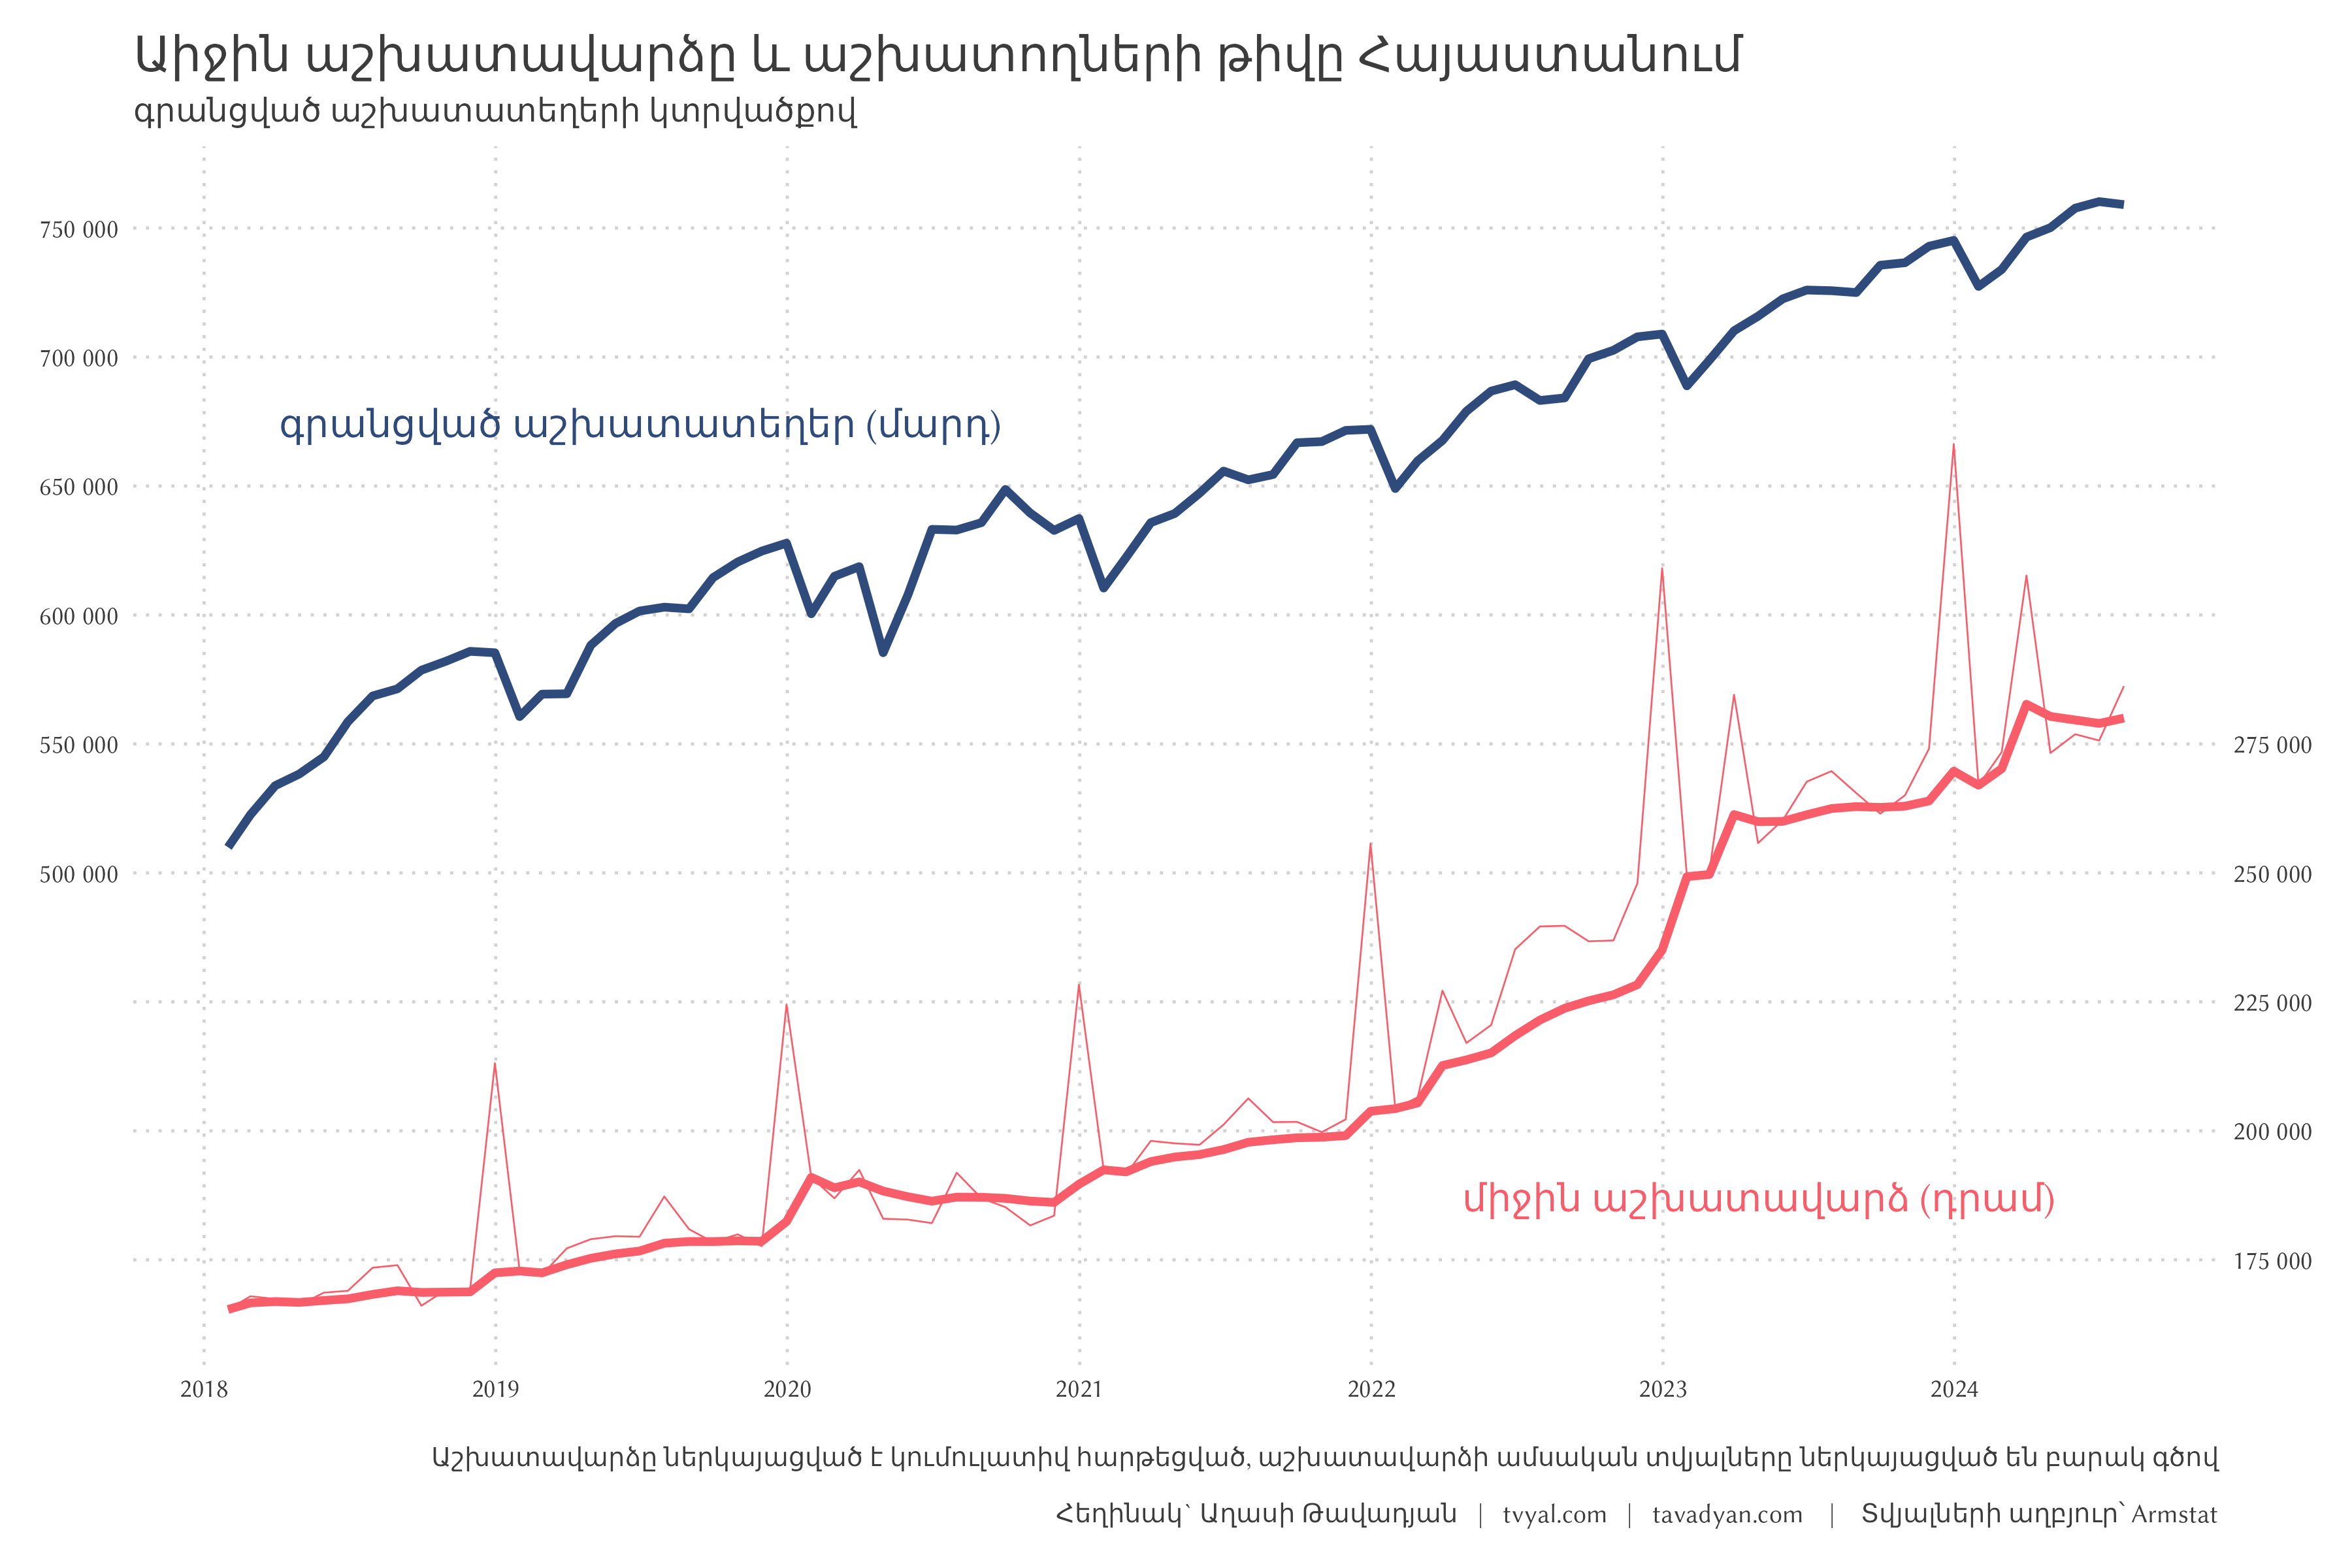 Աիջին աշխատավարձը և աշխատողների թիվը Հայաստանում
գրանցված աշխատատեղերի կտրվածքով
750 000
700 000
գրանցված աշխատատեղեր (մարդ)
650 000
600 000
550 000
275 000
500 000
250 000
225 000
200 000
միջին աշխատավարձ (դրամ)
175 000
2018 2019 2020 2021 2022 2023 2024
Աշխատավարձը ներկայացված է կումուլատիվ հարթեցված, աշխատավարձի ամսական տվյալները ներկայացված են բարակ գծով
Հեղինակ` Աղասի Թավադյան | tvyal.com | tavadyan.com | Տվյալների աղբյուր` Armstat